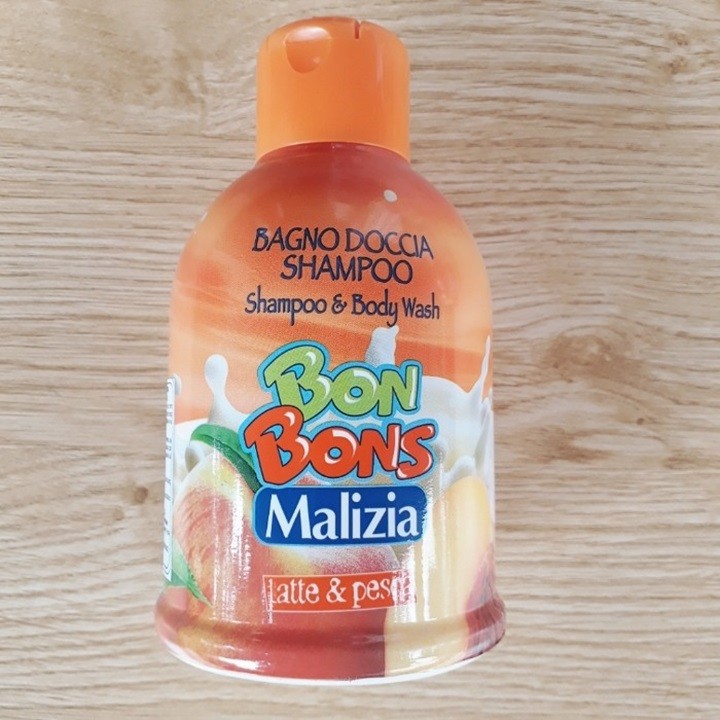 BAGNO DOCCIA
SHAMPOO
Shampoo & Body Wash
BON
BONS
Malizia
latte &